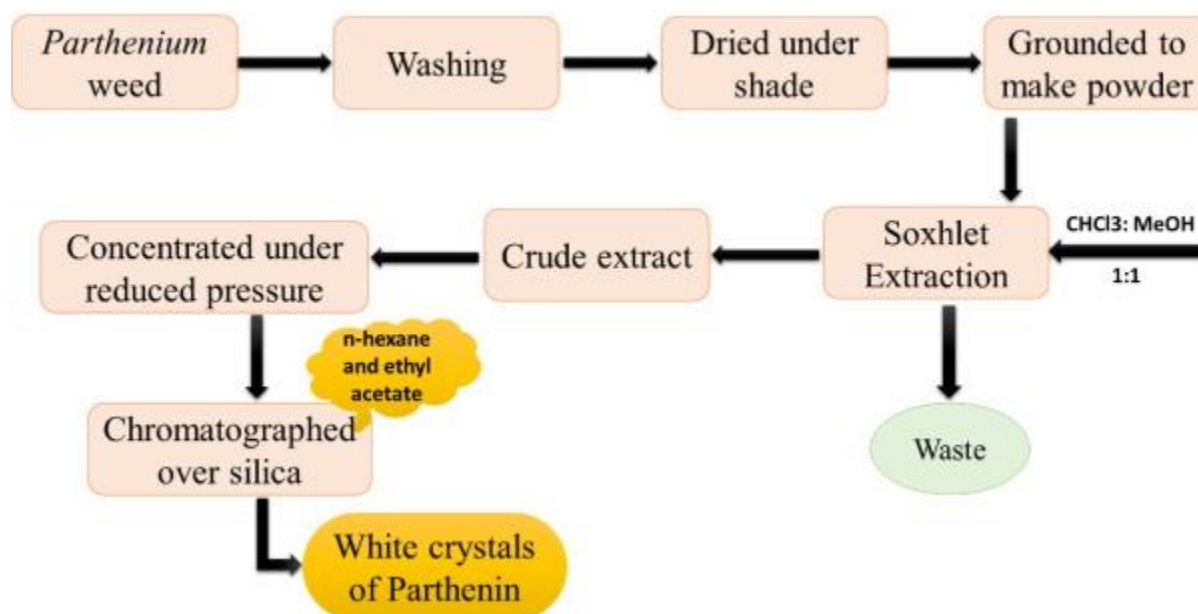 Parthenium
weed
Washing
Dried under
shade
Grounded to
make powder
CHCl3: MeOH
1:1
Soxhlet
Extraction
Crude extract
Concentrated under
reduced pressure
n-hexane
and ethyl
acetate
Chromatographed
over silica
Waste
White crystals
of Parthenin